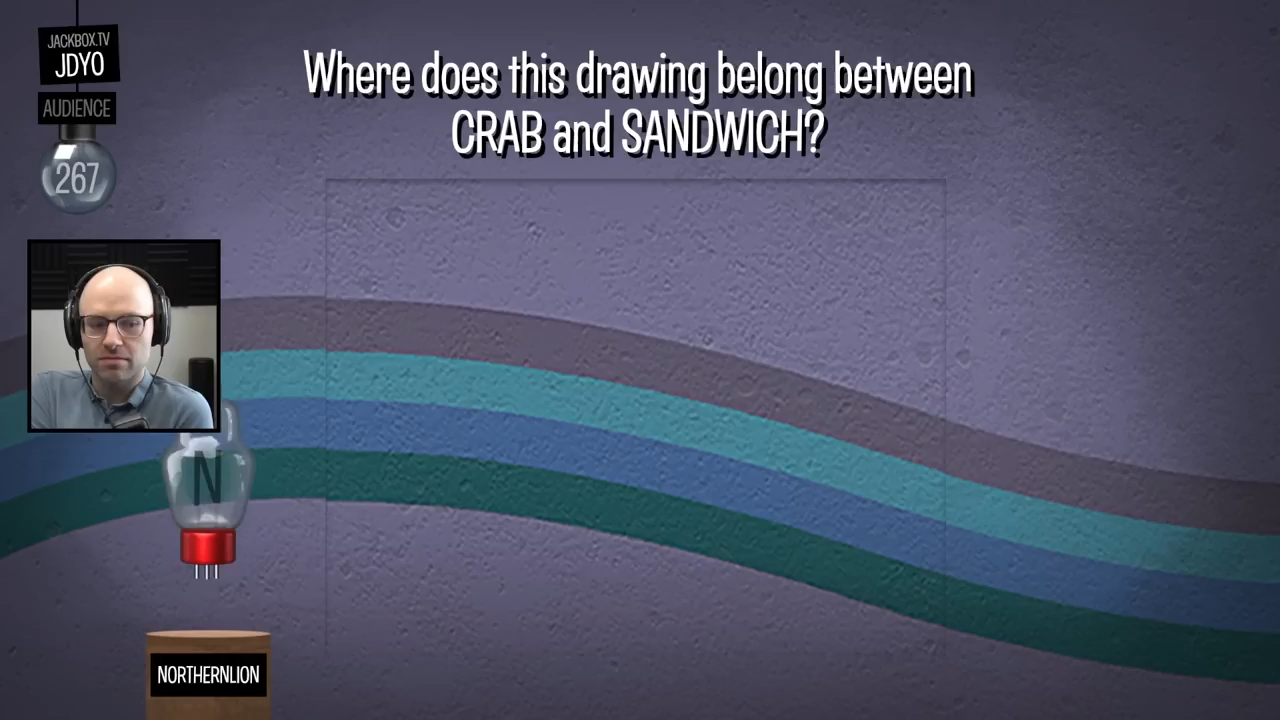 JACKBOX.TV
JDYO
AUDIENCE
267
Where does this drawing belong between
CRAB and SANDWICH?
N
NORTHERNLION